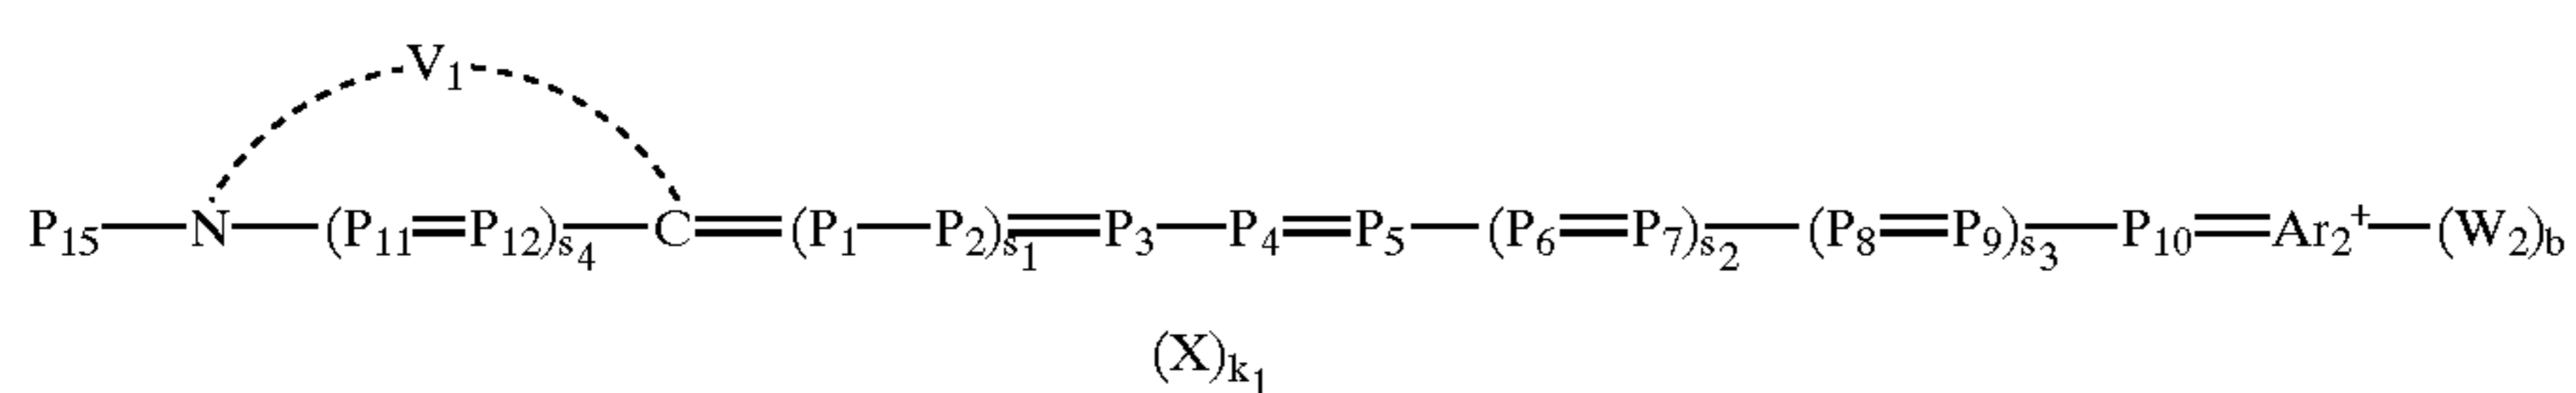 V₁
P₁₅—N—(P₁₁=P₁₂)ₛ₄—C=(P₁—P₂)ₛ₁=P₃—P₄=P₅—(P₆=P₇)ₛ₂—(P₈=P₉)ₛ₃—P₁₀=Ar₂⁺—(W₂)b
(X)ₖ₁